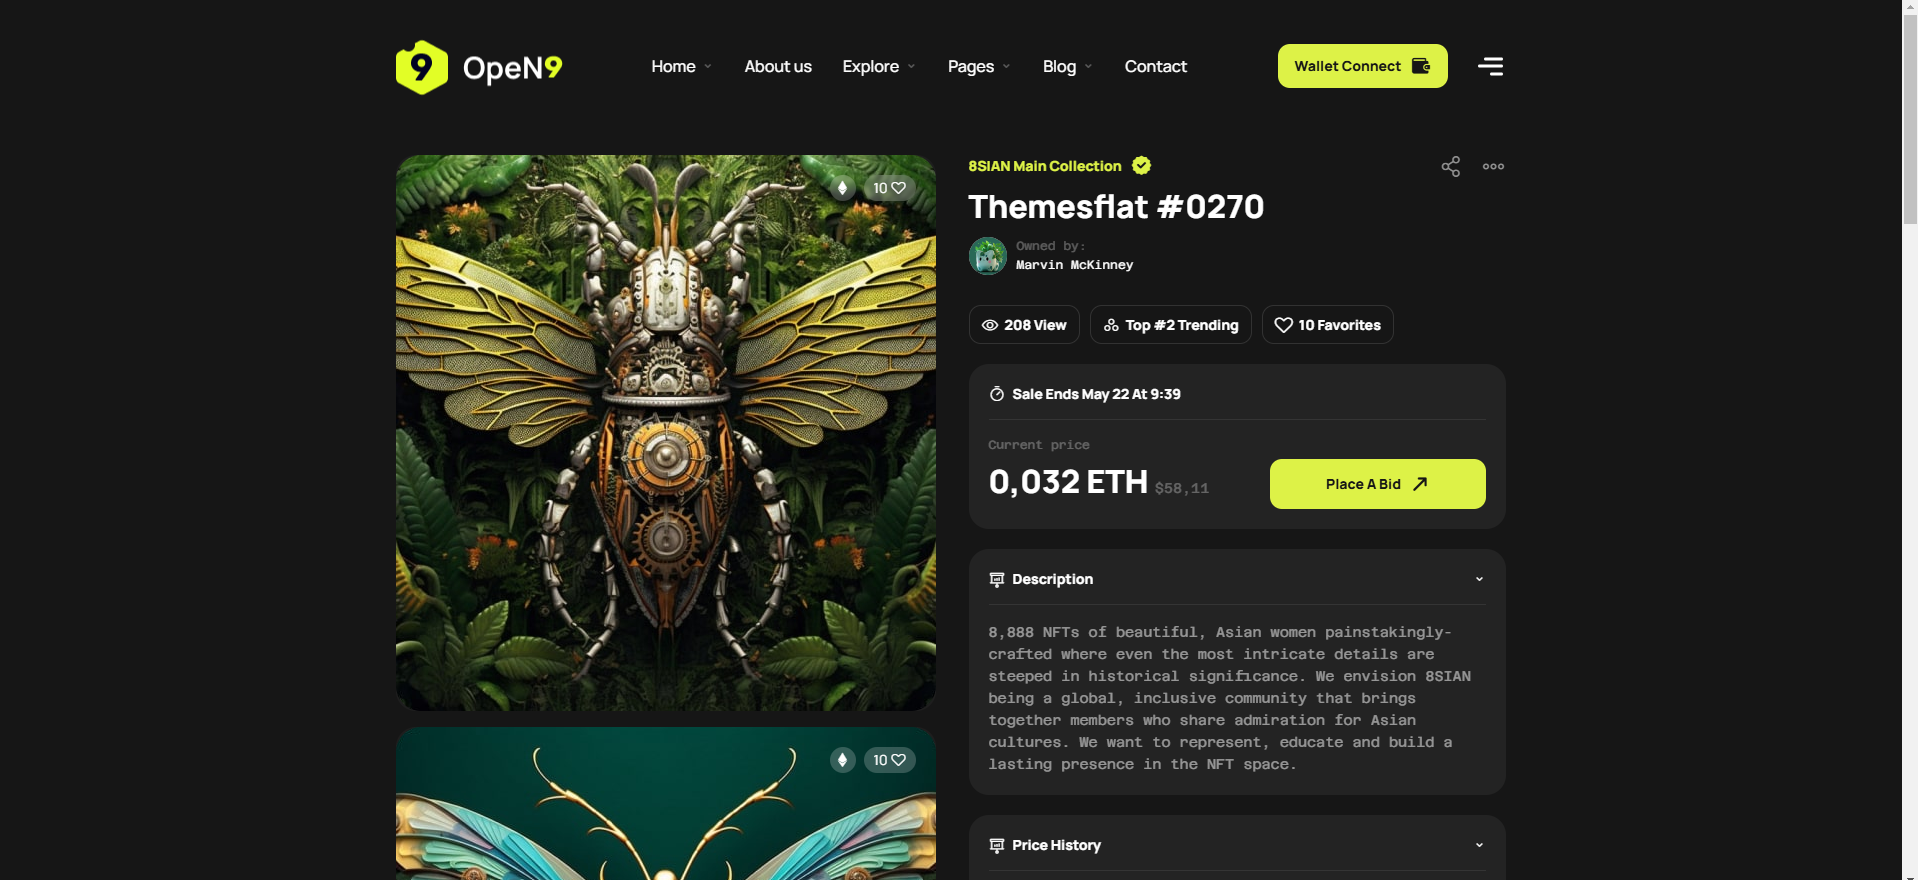 9 OpeN9
Home
About us
Explore
Pages
Blog
Contact
Wallet Connect
10
8SIAN Main Collection
Themesflat #0270
Owned by:
Marvin McKinney
208 View
Top #2 Trending
10 Favorites
Sale Ends May 22 At 9:39
Current price
0,032 ETH $58,11
Place A Bid
Description
8,888 NFTs of beautiful, Asian women painstakingly-
crafted where even the most intricate details are
steeped in historical significance. We envision 8SIAN
being a global, inclusive community that brings
together members who share admiration for Asian
cultures. We want to represent, educate and build a
lasting presence in the NFT space.
10
Price History